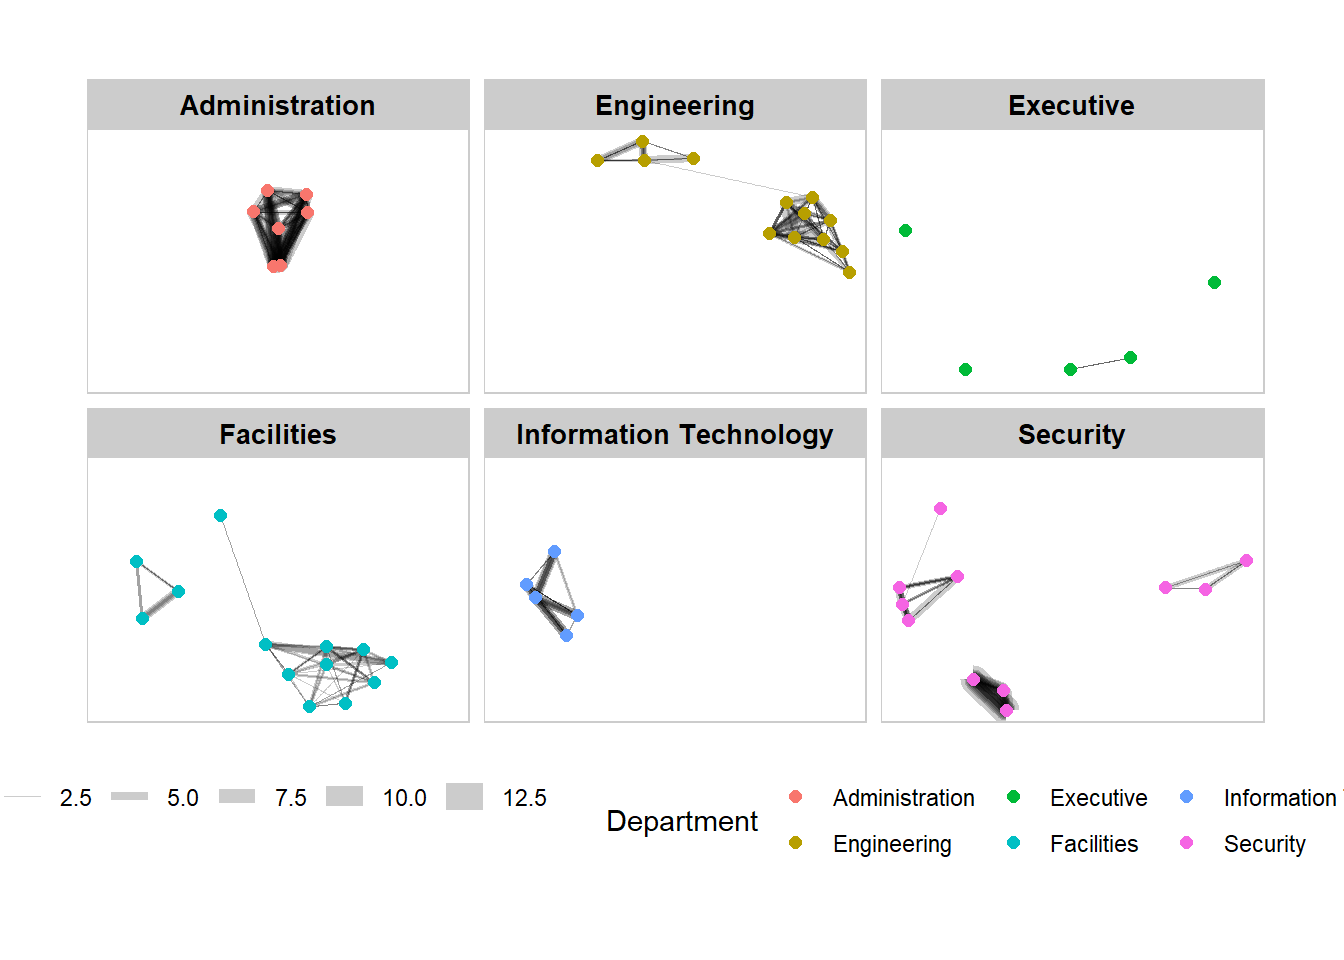 Administration Engineering Executive
Facilities Information Technology Security
2.5 5.0 7.5 10.0 12.5
Department
Administration Executive Information
Engineering Facilities Security